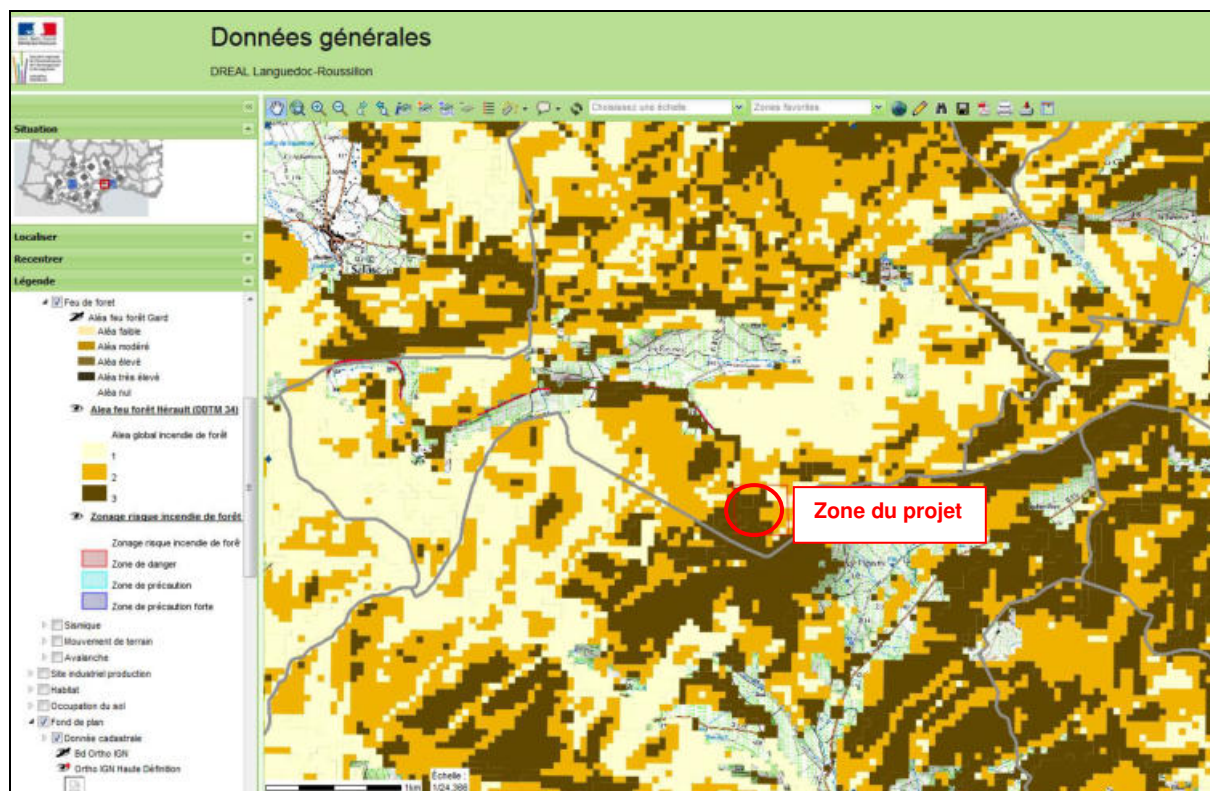 Données générales
DREAL Languedoc-Roussillon
Choisissez une échelle
Zones favorites
Situation
Localiser
Recentrer
Légende
Feu de foret
Aléa feu forêt Gard
Aléa faible
Aléa modéré
Aléa élevé
Aléa très élevé
Aléa nul
Alea feu forêt Hérault (DDTM 34)
Alea global incendie de forêt
1
2
3
Zonage risque incendie de forêt
Zonage risque incendie de forê
Zone de danger
Zone de précaution
Zone de précaution forte
Sismique
Mouvement de terrain
Avalanche
Site industriel production
Habitat
Occupation du sol
Fond de plan
Donnée cadastrale
Bd Ortho IGN
Ortho IGN Haute Définition
Zone du projet
Échelle :
1km
1/24.366